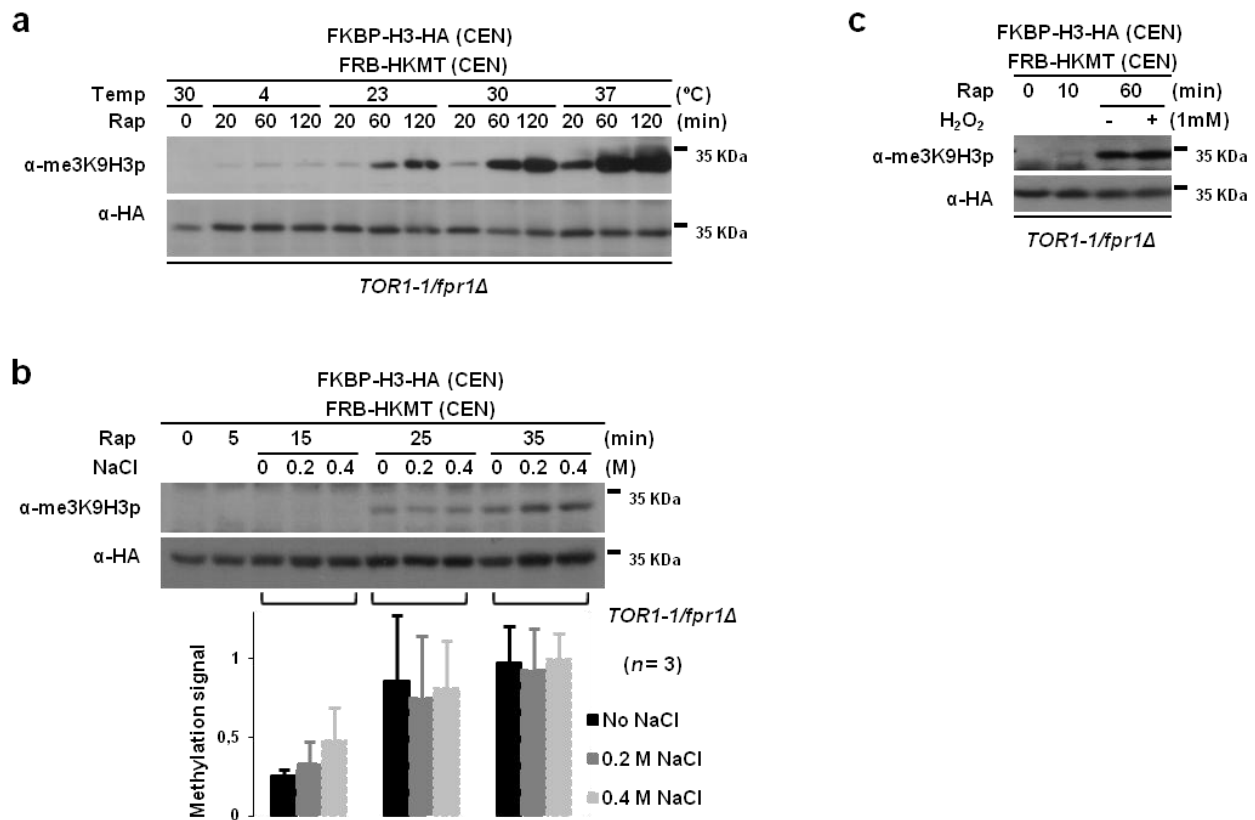 a
FKBP-H3-HA (CEN)
FRB-HKMT (CEN)
Temp 30 4 23 30 37 (°C)
Rap 0 20 60 120 20 60 120 20 60 120 20 60 120 (min)
α-me3K9H3p 35 KDa
α-HA 35 KDa
TOR1-1/fpr1Δ
c
FKBP-H3-HA (CEN)
FRB-HKMT (CEN)
Rap 0 10 60 (min)
H₂O₂ - + (1mM)
α-me3K9H3p 35 KDa
α-HA 35 KDa
TOR1-1/fpr1Δ
b
FKBP-H3-HA (CEN)
FRB-HKMT (CEN)
Rap 0 5 15 25 35 (min)
NaCl 0 0.2 0.4 0 0.2 0.4 0 0.2 0.4 (M)
α-me3K9H3p 35 KDa
α-HA 35 KDa
TOR1-1/fpr1Δ
(n= 3)
Methylation signal
1
0,5
0
No NaCl
0.2 M NaCl
0.4 M NaCl